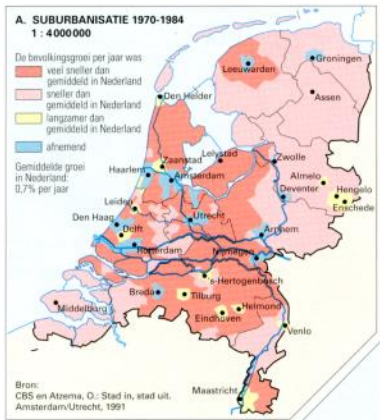 A. SUBURBANISATIE 1970-1984
1 : 4 000 000
De bevolkingsgroei per jaar was
veel sneller dan
gemiddeld in Nederland
sneller dan
gemiddeld in Nederland
langzamer dan
gemiddeld in Nederland
afnemend
Gemiddelde groei
in Nederland:
0,7% per jaar
Leeuwarden
Groningen
Assen
Den Helder
Lelystad
Zwolle
Zaanstad
Haarlem
Amsterdam
Almelo
Hengelo
Deventer
Enschede
Leiden
Den Haag
Utrecht
Delft
Arnhem
Rotterdam
Nijmegen
's-Hertogenbosch
Breda
Tilburg
Helmond
Middelburg
Eindhoven
Venlo
Maastricht
Bron:
CBS en Atzema, O.: Stad in, stad uit.
Amsterdam/Utrecht, 1991